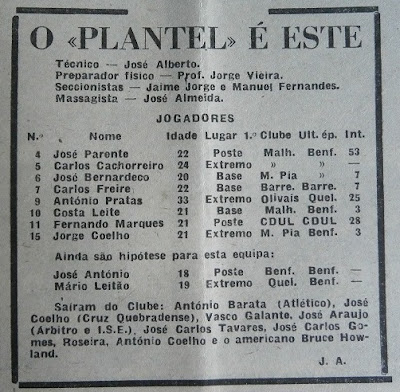 O «PLANTEL» É ESTE
Técnico — José Alberto.
Preparador físico — Prof. Jorge Vieira.
Seccionistas — Jaime Jorge e Manuel Fernandes.
Massagista — José Almeida.
JOGADORES
N.º Nome Idade Lugar 1.º Clube Ult. ép. Int.
4 José Parente 22 Poste Malh. Benf. 53
5 Carlos Cachorreiro 24 Extremo » » —
6 José Bernardeco 20 Base M. Pia » 7
7 Carlos Freire 22 Base Barre. Barre. 7
9 António Pratas 33 Extremo Olivais Quel. 25
10 Costa Leite 21 Base Malh. Benf. 3
11 Fernando Marques 21 Poste CDUL CDUL 28
15 Jorge Coelho 21 Extremo M. Pia Benf. 3
Ainda são hipótese para esta equipa:
José António 18 Poste Benf. Benf. —
Mário Leitão 19 Extremo Quel. Benf. —
Saíram do Clube: António Barata (Atlético), José
Coelho (Cruz Quebradense), Vasco Galante, José Araujo
(Árbitro e I.S.E.), José Carlos Tavares, José Carlos Go-
mes, Roseira, António Coelho e o americano Bruce How-
land.
J. A.